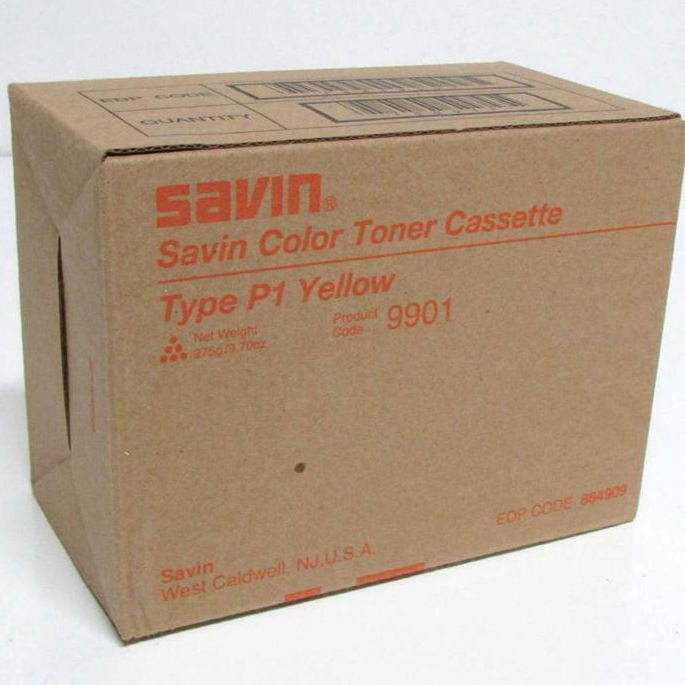 EDP CODE
QUANTITY
savin®
Savin Color Toner Cassette
Type P1 Yellow
Net Weight
275g/9.70oz.
Product
Code
9901
EDP CODE 884909
Savin
West Caldwell, NJ,U.S.A.